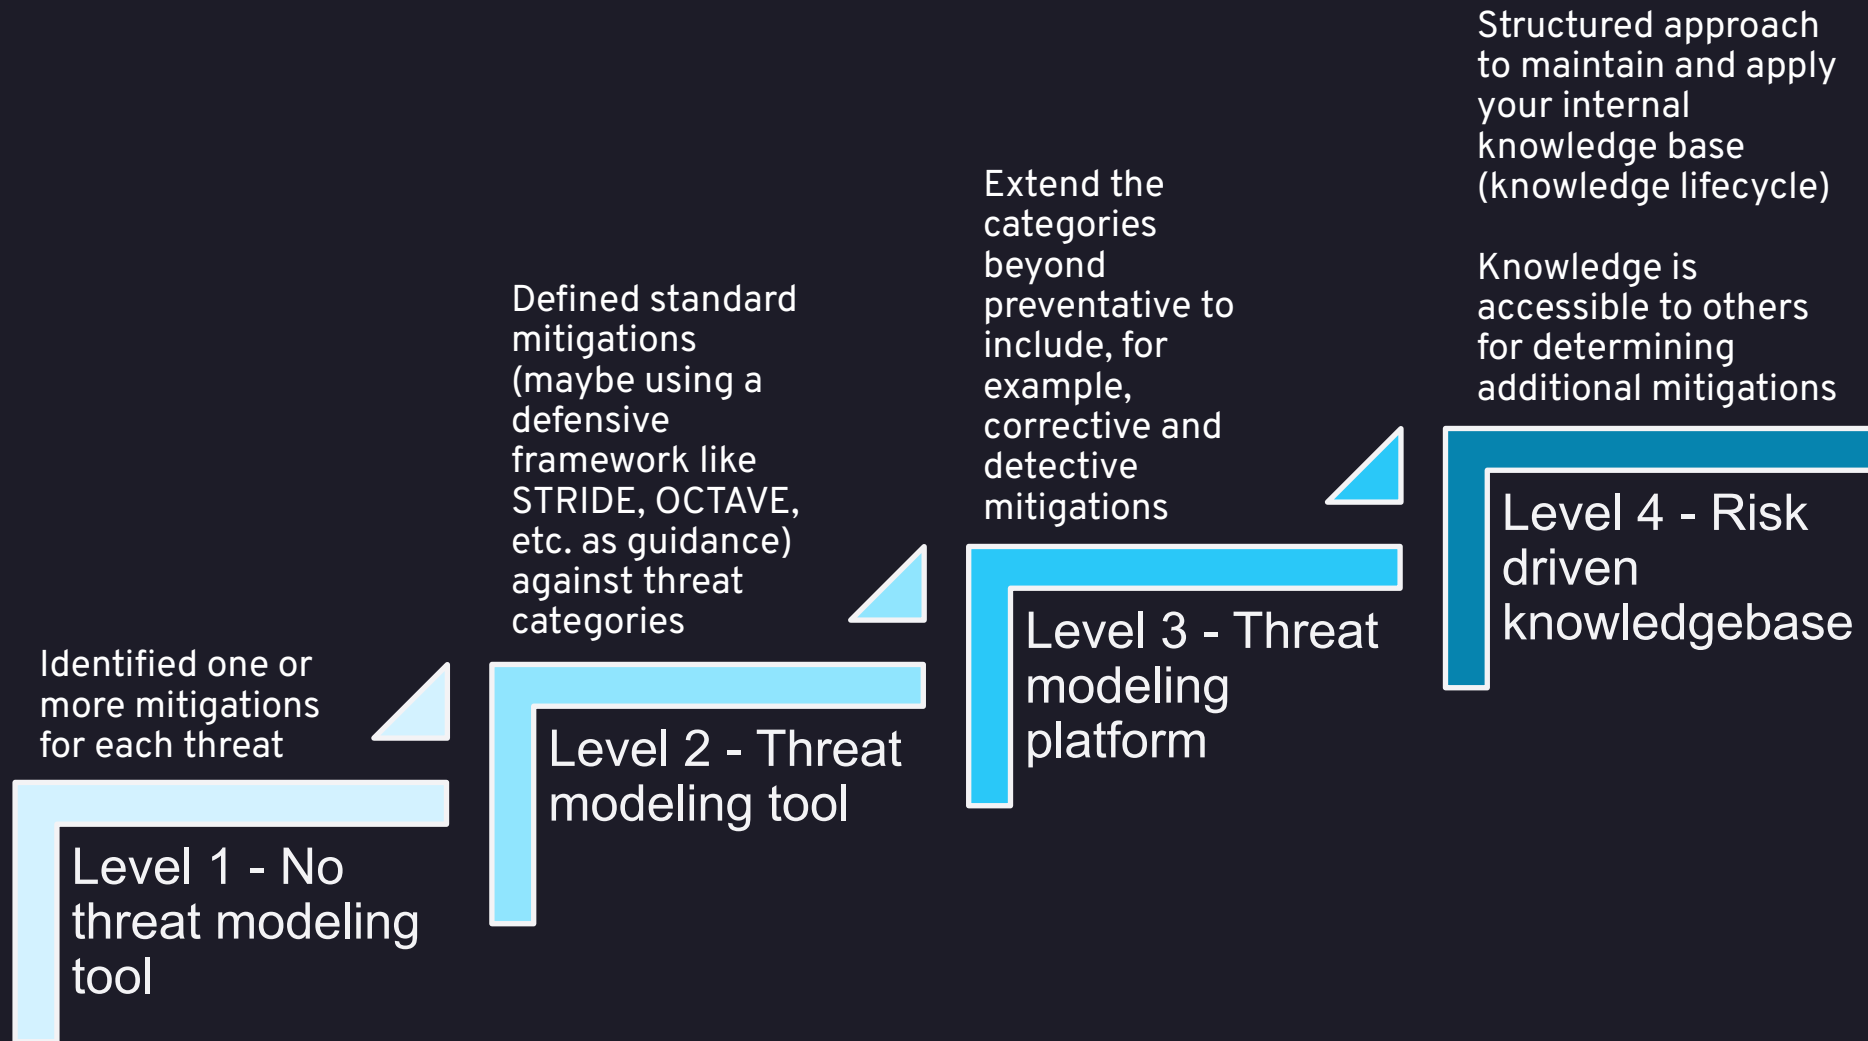 Identified one or
more mitigations
for each threat
Level 1 - No
threat modeling
tool
Defined standard
mitigations
(maybe using a
defensive
framework like
STRIDE, OCTAVE,
etc. as guidance)
against threat
categories
Level 2 - Threat
modeling tool
Extend the
categories
beyond
preventative to
include, for
example,
corrective and
detective
mitigations
Level 3 - Threat
modeling
platform
Structured approach
to maintain and apply
your internal
knowledge base
(knowledge lifecycle)
Knowledge is
accessible to others
for determining
additional mitigations
Level 4 - Risk
driven
knowledgebase